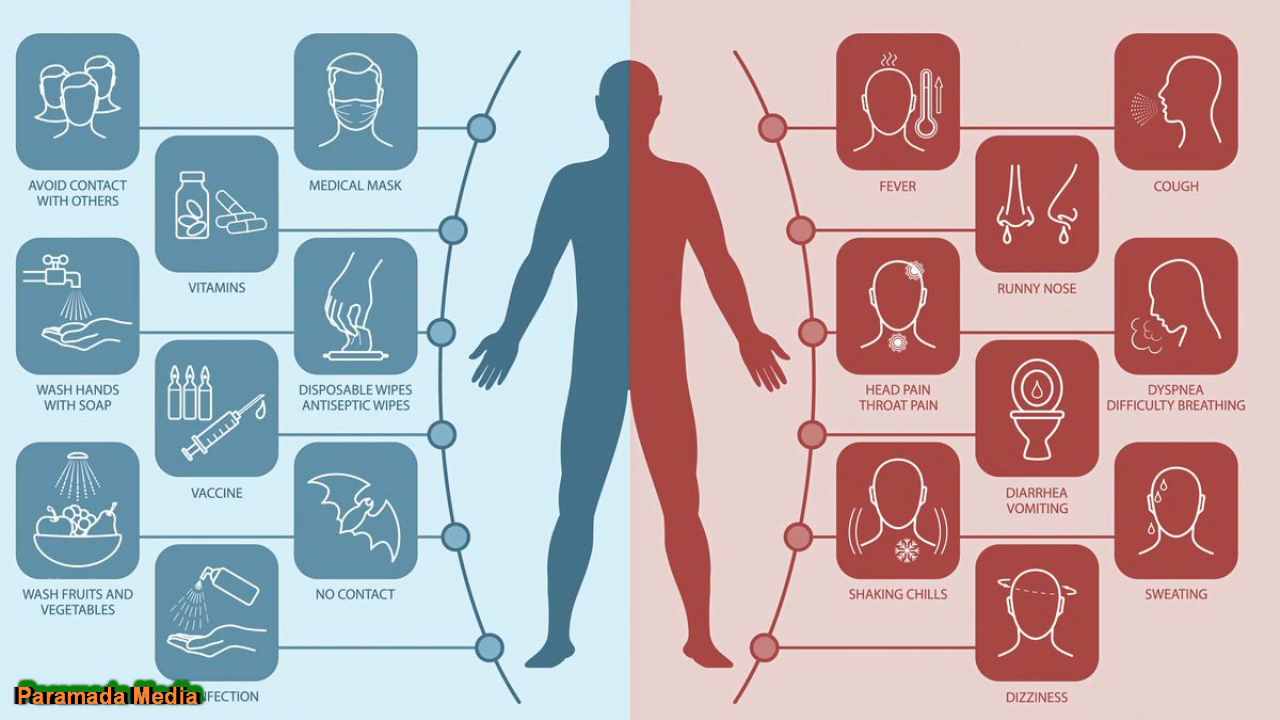 AVOID CONTACT
WITH OTHERS
MEDICAL MASK
VITAMINS
WASH HANDS
WITH SOAP
DISPOSABLE WIPES
ANTISEPTIC WIPES
VACCINE
WASH FRUITS AND
VEGETABLES
NO CONTACT
Paramada Media
FEVER
COUGH
RUNNY NOSE
HEAD PAIN
THROAT PAIN
DYSPNEA
DIFFICULTY BREATHING
DIARRHEA
VOMITING
SHAKING CHILLS
SWEATING
DIZZINESS